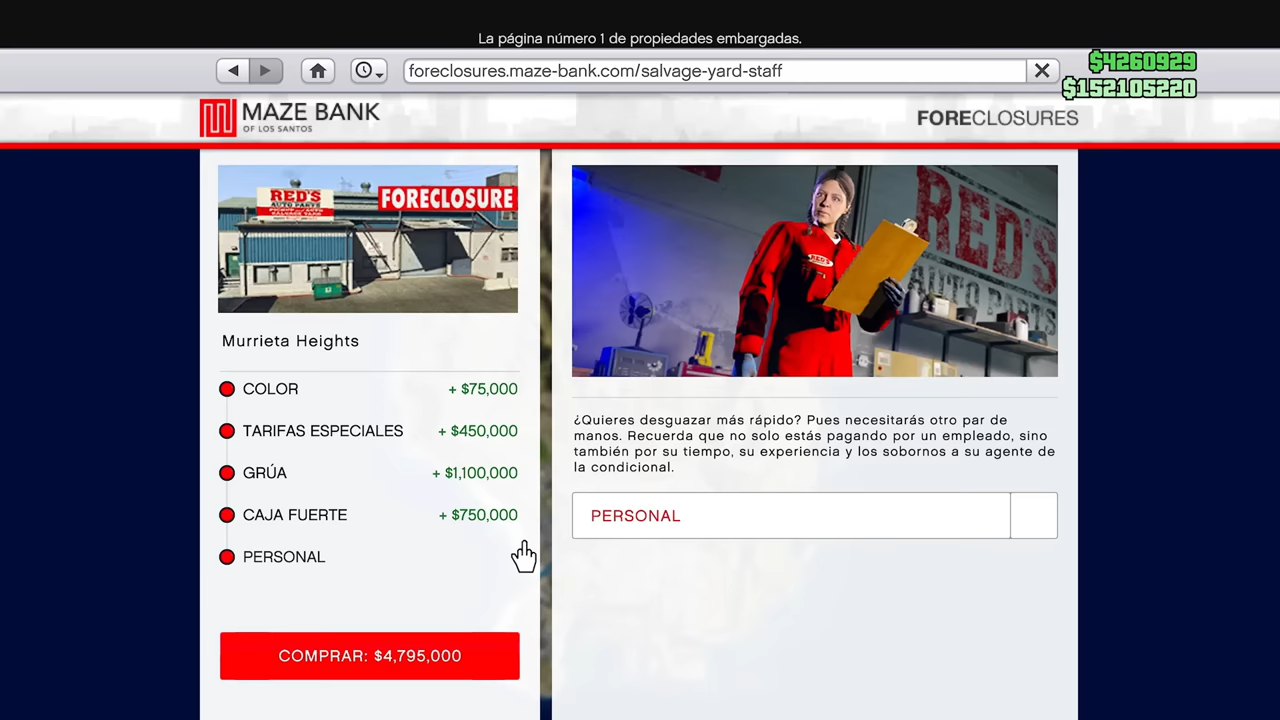 La página número 1 de propiedades embargadas.
foreclosures.maze-bank.com/salvage-yard-staff
$4260929
$152105220
MAZE BANK
OF LOS SANTOS
FORECLOSURES
RED'S
AUTO PARTS
SALVAGE YARD
FORECLOSURE
RED'S
AUTO PARTS
RED'S
Murrieta Heights
COLOR + $75,000
TARIFAS ESPECIALES + $450,000
GRÚA + $1,100,000
CAJA FUERTE + $750,000
PERSONAL
COMPRAR: $4,795,000
¿Quieres desguazar más rápido? Pues necesitarás otro par de
manos. Recuerda que no solo estás pagando por un empleado, sino
también por su tiempo, su experiencia y los sobornos a su agente de
la condicional.
PERSONAL